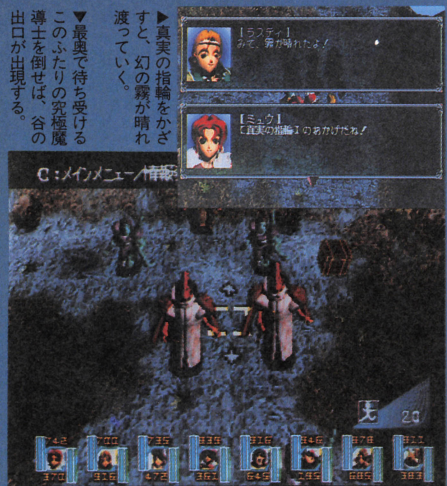 ▶真実の指輪をかざ
すと、幻の霧が晴れ
渡っていく。
▼最奥で待ち受ける
このふたりの究極魔
導士を倒せば、谷の
出口が出現する。
【ラスティ】
みて、霧が晴れたよ!
【ミュウ】
【真実の指輪】のおかげだね!
C:メインメニュー/情報
无 20
742 700 735 839 816 846 878 811
370 916 472 361 645 195 685 383